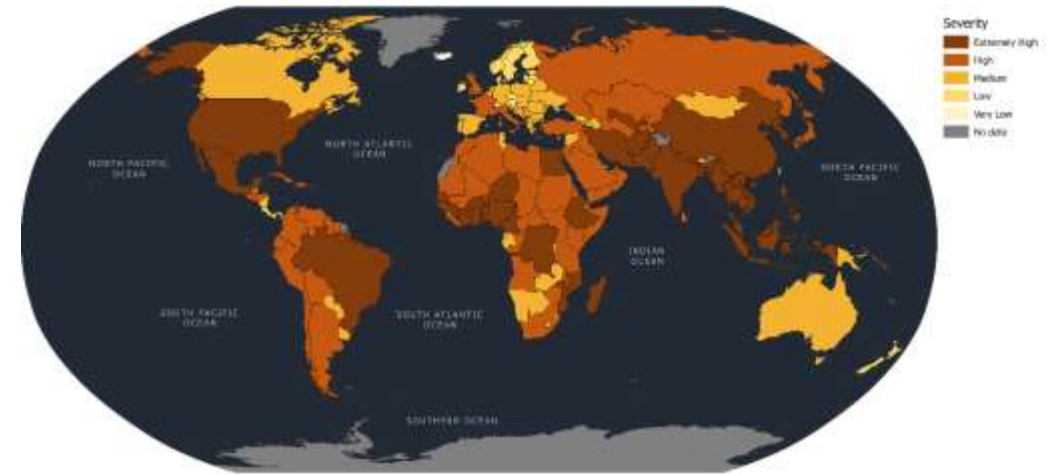 Severity
Extremely High
High
Medium
Low
Very Low
No data
NORTH PACIFIC
OCEAN
NORTH ATLANTIC
OCEAN
NORTH PACIFIC
OCEAN
INDIAN
OCEAN
SOUTH PACIFIC
OCEAN
SOUTH ATLANTIC
OCEAN
SOUTHERN OCEAN